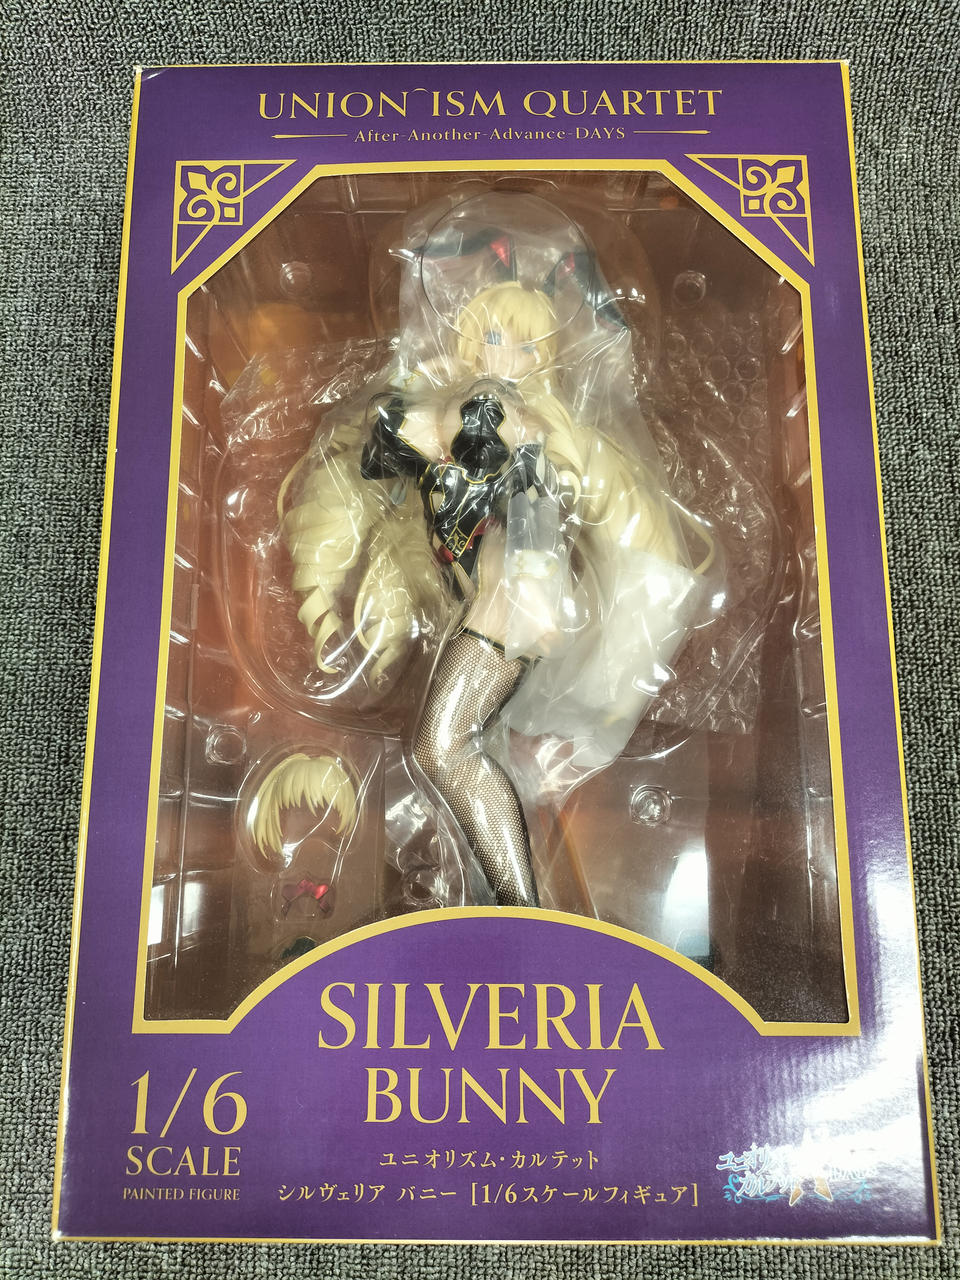 UNION⌒ISM QUARTET
After-Another-Advance-DAYS
SILVERIA
BUNNY
1/6
SCALE
PAINTED FIGURE
ユニオリズム・カルテット
シルヴェリア バニー [1/6スケールフィギュア]